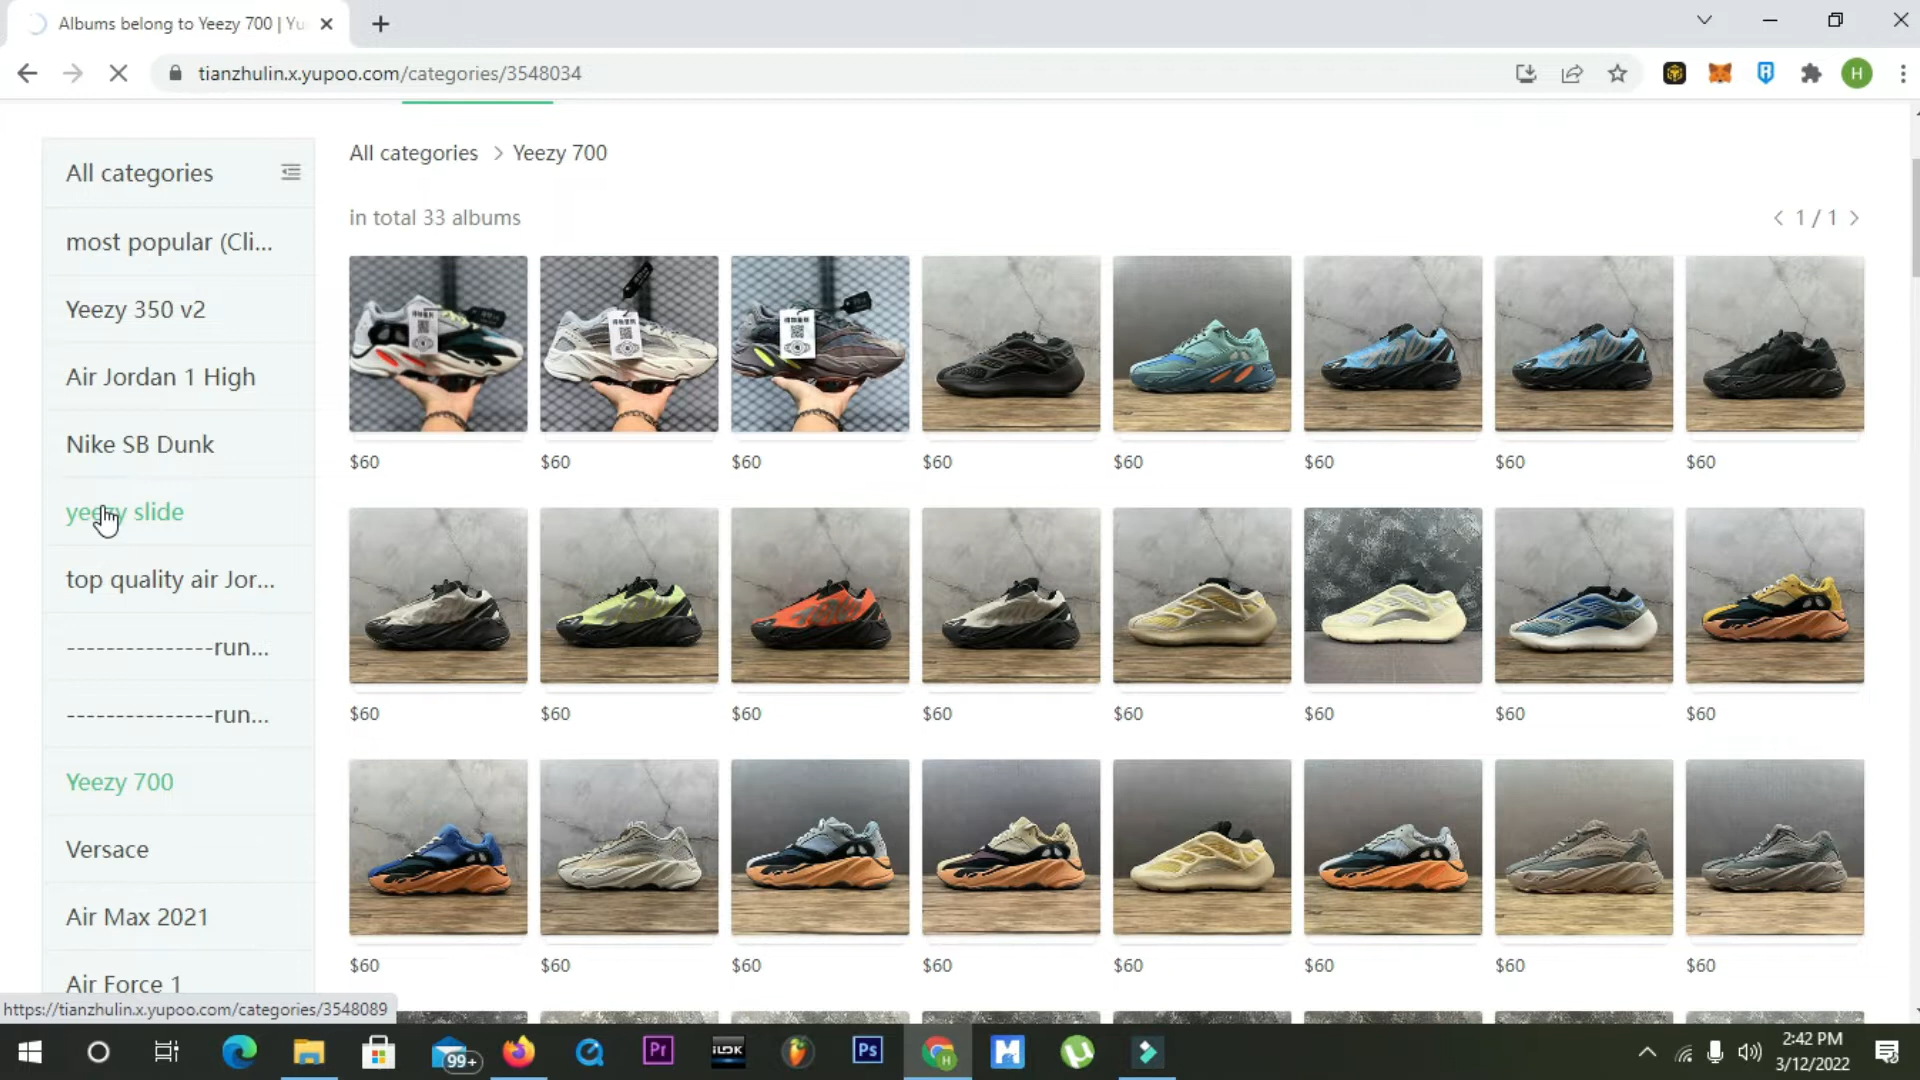 Albums belong to Yeezy 700 | Yu
tianzhulin.x.yupoo.com/categories/3548034
H
All categories
All categories > Yeezy 700
most popular (Cli...
in total 33 albums
1 / 1
Yeezy 350 v2
Air Jordan 1 High
Nike SB Dunk
$60 $60 $60 $60 $60 $60 $60 $60
yeezy slide
top quality air Jor...
---------------run...
---------------run...
$60 $60 $60 $60 $60 $60 $60 $60
Yeezy 700
Versace
Air Max 2021
Air Force 1
$60 $60 $60 $60 $60 $60 $60 $60
https://tianzhulin.x.yupoo.com/categories/3548089
99+
Pr
Ps
H
2:42 PM
3/12/2022